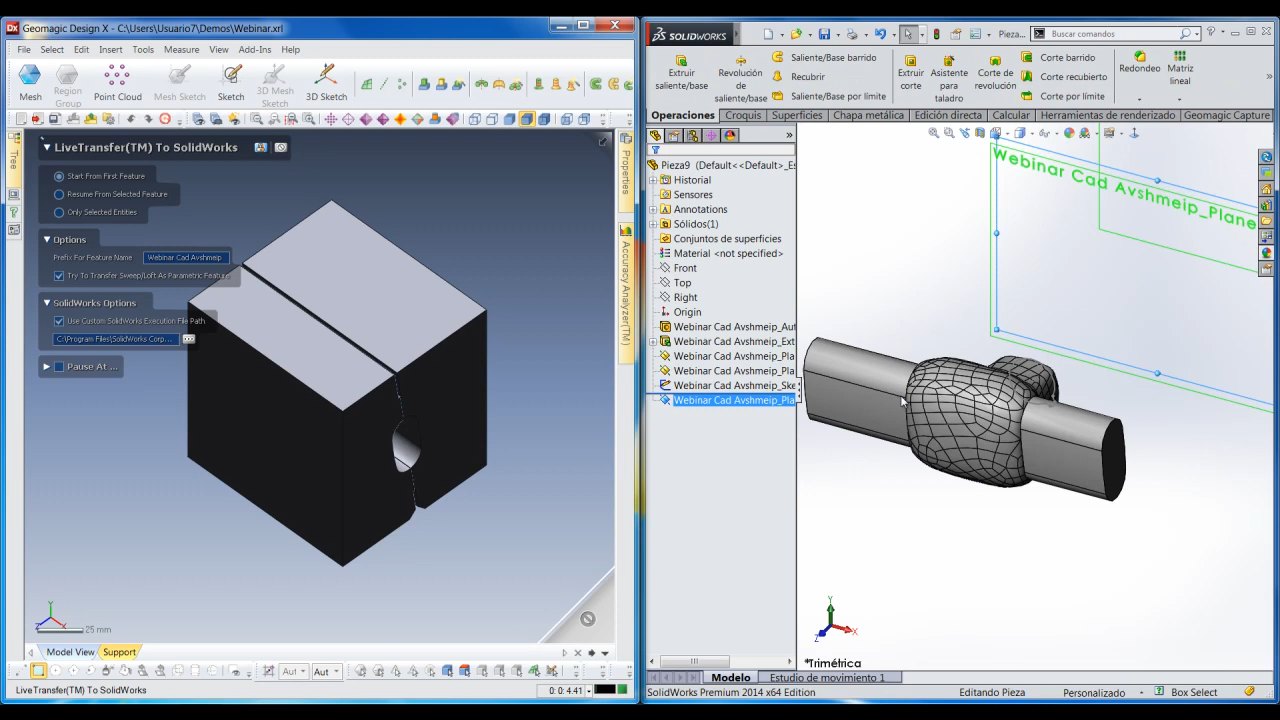 Geomagic Design X - C:\Users\Usuario7\Demos\Webinar.xrl
File Select Edit Insert Tools Measure View Add-Ins Help
Mesh
Region Group
Point Cloud
Mesh Sketch
Sketch
3D Mesh Sketch
3D Sketch
Tree
LiveTransfer(TM) To SolidWorks
Start From First Feature
Resume From Selected Feature
Only Selected Entities
Options
Prefix For Feature Name Webinar Cad Avshmeip
Try To Transfer Sweep/Loft As Parametric Feature
SolidWorks Options
Use Custom SolidWorks Execution File Path
C:\Program Files\SolidWorks Corp...
Pause At ...
Properties
Accuracy Analyzer(TM)
25 mm
Model View Support
Aut Aut
LiveTransfer(TM) To SolidWorks
0: 0: 4.41
SOLIDWORKS
Pieza...
Buscar comandos
Extruir saliente/base
Revolución de saliente/base
Saliente/Base barrido
Recubrir
Saliente/Base por límite
Extruir corte
Asistente para taladro
Corte de revolución
Corte barrido
Corte recubierto
Corte por límite
Redondeo
Matriz lineal
Operaciones Croquis Superficies Chapa metálica Edición directa Calcular Herramientas de renderizado Geomagic Capture
Pieza9 (Default<<Default>_Es
Historial
Sensores
Annotations
Sólidos(1)
Conjuntos de superficies
Material <not specified>
Front
Top
Right
Origin
Webinar Cad Avshmeip_Aut
Webinar Cad Avshmeip_Ext
Webinar Cad Avshmeip_Pla
Webinar Cad Avshmeip_Pla
Webinar Cad Avshmeip_Ske
Webinar Cad Avshmeip_Pla
Webinar Cad Avshmeip_Plane
Y
X
Z
*Trimétrica
Modelo Estudio de movimiento 1
SolidWorks Premium 2014 x64 Edition
Editando Pieza
Personalizado
Box Select